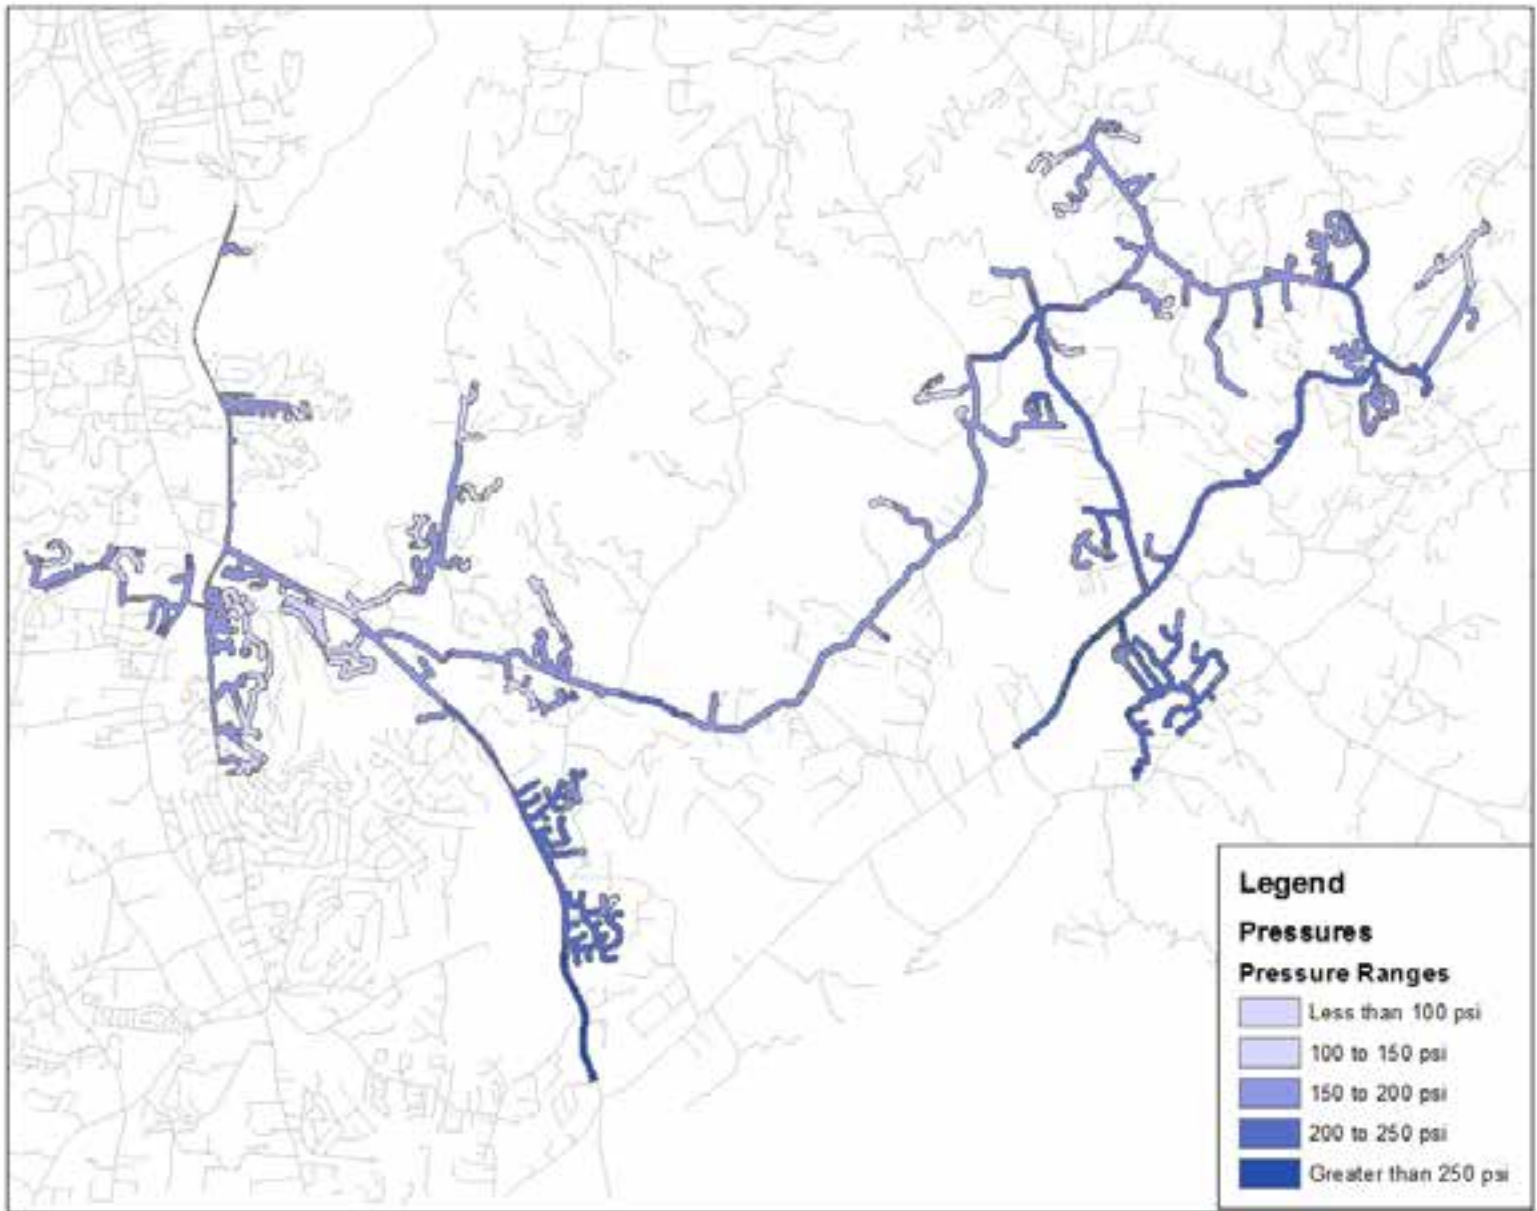 Legend
Pressures
Pressure Ranges
Less than 100 psi
100 to 150 psi
150 to 200 psi
200 to 250 psi
Greater than 250 psi